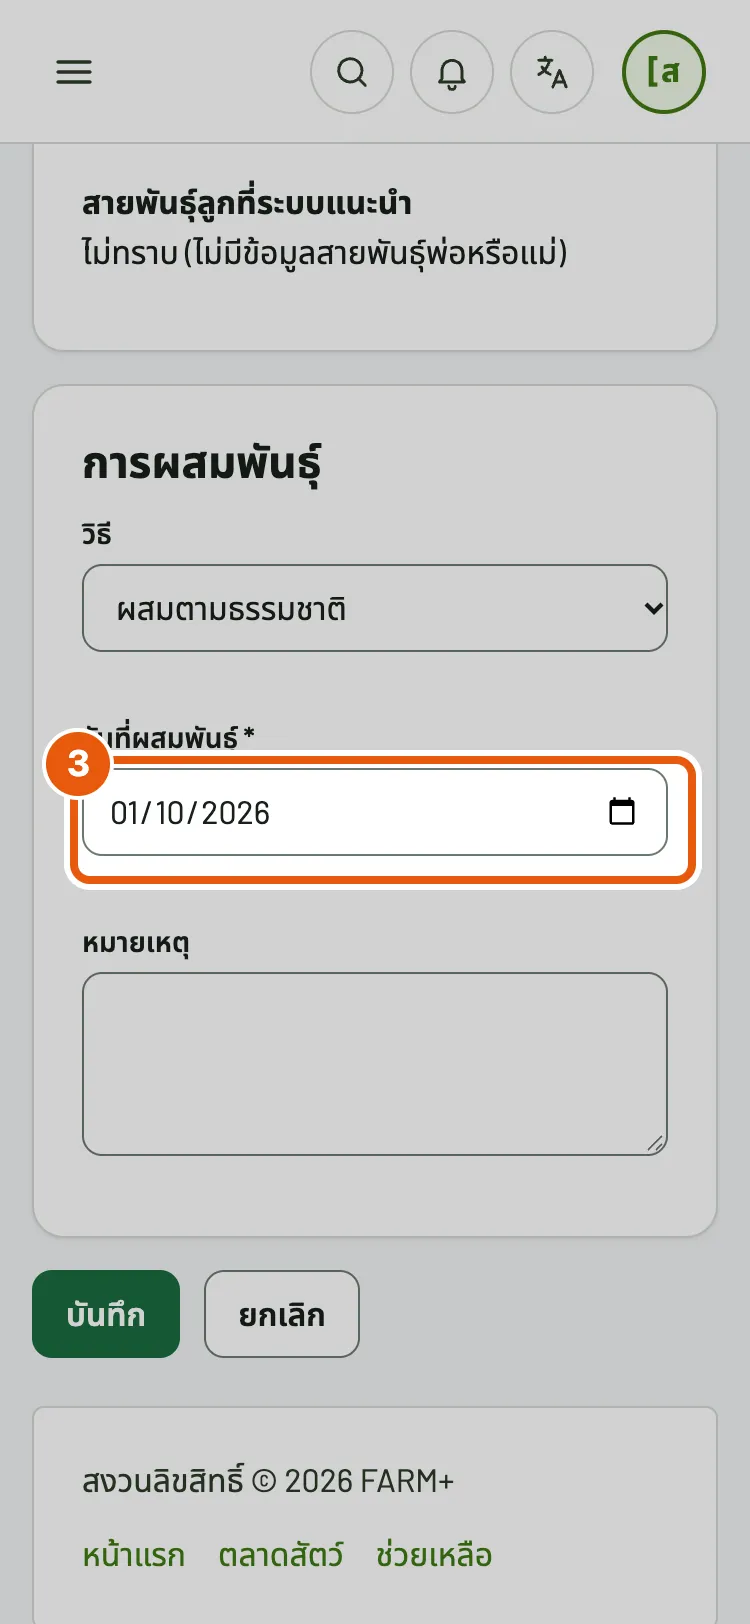 [ส
สายพันธุ์ลูกที่ระบบแนะนำ
ไม่ทราบ (ไม่มีข้อมูลสายพันธุ์พ่อหรือแม่)
การผสมพันธุ์
วิธี
ผสมตามธรรมชาติ
วันที่ผสมพันธุ์ *
3
01/10/2026
หมายเหตุ
บันทึก ยกเลิก
สงวนลิขสิทธิ์ © 2026 FARM+
หน้าแรก ตลาดสัตว์ ช่วยเหลือ